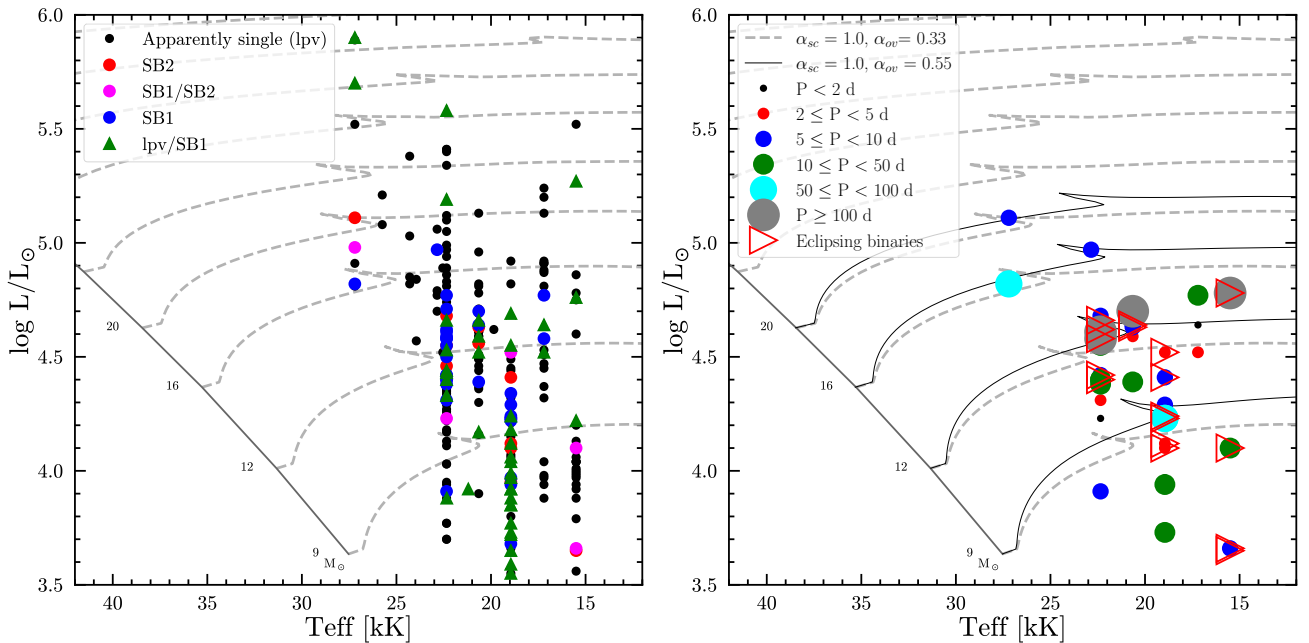 6.0
5.5
5.0
4.5
4.0
3.5
log L/L⊙
40
35
30
25
20
15
Teff [kK]
Apparently single (lpv)
SB2
SB1/SB2
SB1
lpv/SB1
20
16
12
9
M⊙
6.0
5.5
5.0
4.5
4.0
3.5
log L/L⊙
40
35
30
25
20
15
Teff [kK]
αsc = 1.0, αov= 0.33
αsc = 1.0, αov = 0.55
P < 2 d
2 ≤ P < 5 d
5 ≤ P < 10 d
10 ≤ P < 50 d
50 ≤ P < 100 d
P ≥ 100 d
Eclipsing binaries
20
16
12
9
M⊙